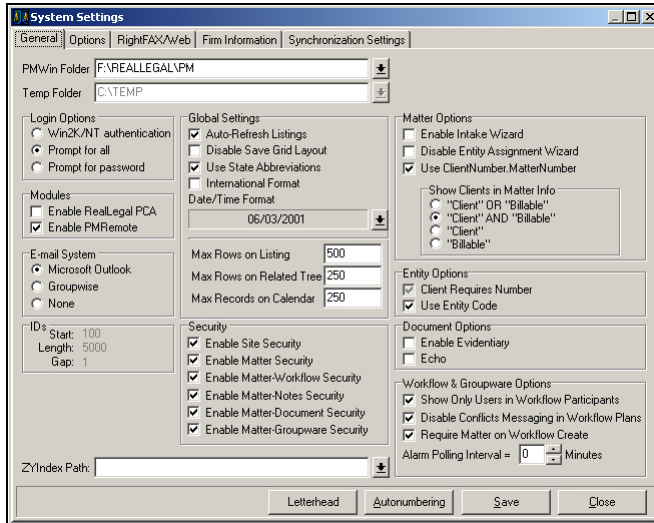 System Settings
General Options RightFAX/Web Firm Information Synchronization Settings
PMWin Folder F:\REALLEGAL\PM
Temp Folder C:\TEMP
Login Options
Win2K/NT authentication
Prompt for all
Prompt for password
Modules
Enable RealLegal PCA
Enable PMRemote
E-mail System
Microsoft Outlook
Groupwise
None
IDs
Start: 100
Length: 5000
Gap: 1
Global Settings
Auto-Refresh Listings
Disable Save Grid Layout
Use State Abbreviations
International Format
Date/Time Format
06/03/2001
Max Rows on Listing 500
Max Rows on Related Tree 250
Max Records on Calendar 250
Security
Enable Site Security
Enable Matter Security
Enable Matter-Workflow Security
Enable Matter-Notes Security
Enable Matter-Document Security
Enable Matter-Groupware Security
Matter Options
Enable Intake Wizard
Disable Entity Assignment Wizard
Use ClientNumber.MatterNumber
Show Clients in Matter Info
"Client" OR "Billable"
"Client" AND "Billable"
"Client"
"Billable"
Entity Options
Client Requires Number
Use Entity Code
Document Options
Enable Evidentiary
Echo
Workflow & Groupware Options
Show Only Users in Workflow Participants
Disable Conflicts Messaging in Workflow Plans
Require Matter on Workflow Create
Alarm Polling Interval = 0 Minutes
ZYIndex Path:
Letterhead Autonumbering Save Close